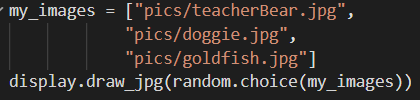 my_images = ["pics/teacherBear.jpg",
"pics/doggie.jpg",
"pics/goldfish.jpg"]
display.draw_jpg(random.choice(my_images))